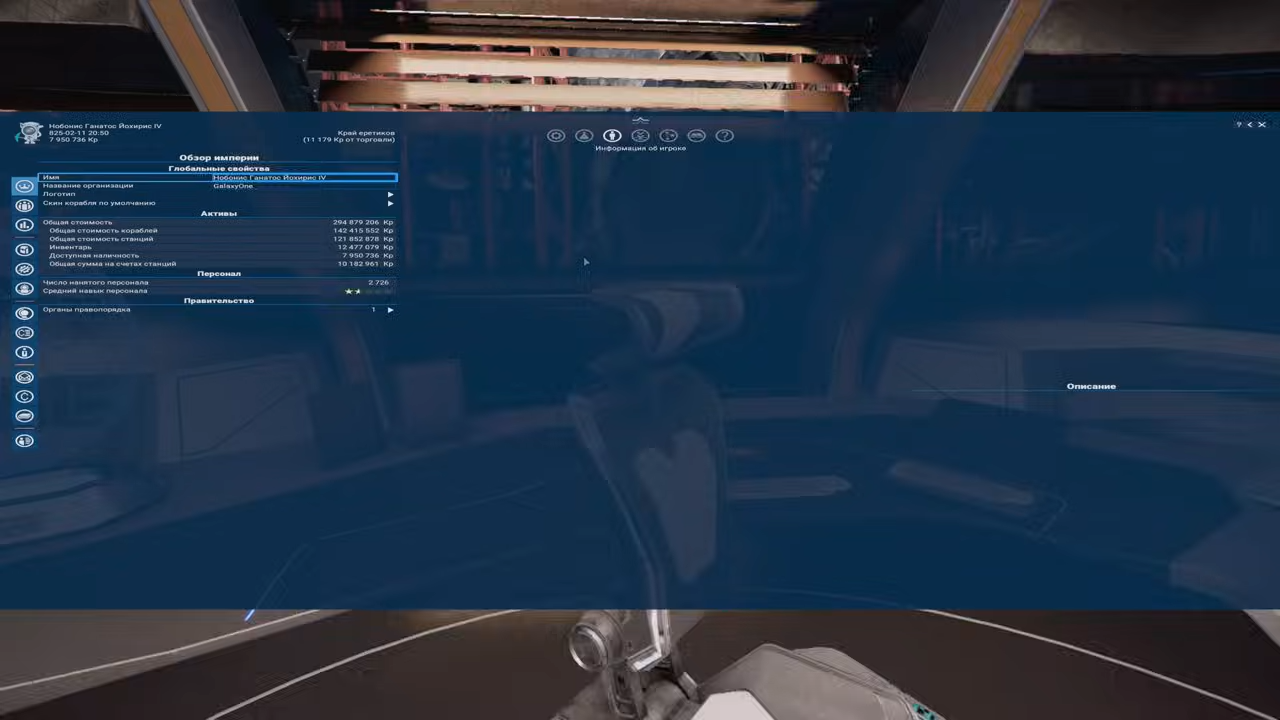 Нобонис Ганатос Йохирис IV
825-02-11 20:50
7 950 736 Кр
Край еретиков
(11 179 Кр от торговли)
? < X
?
Информация об игроке
Обзор империи
Глобальные свойства
Имя Нобонис Ганатос Йохирис IV
Название организации GalaxyOne
Логотип
Скин корабля по умолчанию
Активы
Общая стоимость 294 879 206 Кр
Общая стоимость кораблей 142 415 552 Кр
Общая стоимость станций 121 852 878 Кр
Инвентарь 12 477 079 Кр
Доступная наличность 7 950 736 Кр
Общая сумма на счетах станций 10 182 961 Кр
Персонал
Число нанятого персонала 2 726
Средний навык персонала
Правительство
Органы правопорядка 1
Описание